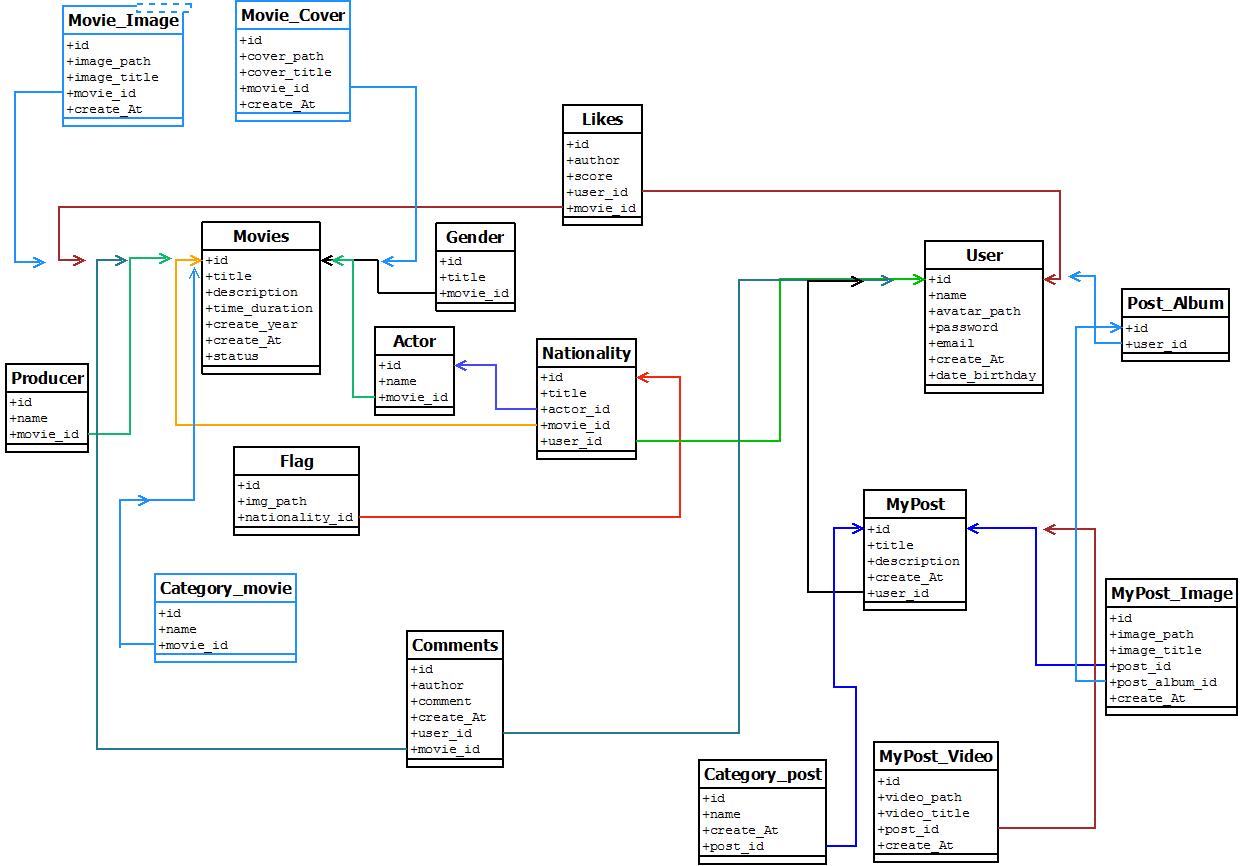 Movie_Image
+id
+image_path
+image_title
+movie_id
+create_At
Movie_Cover
+id
+cover_path
+cover_title
+movie_id
+create_At
Likes
+id
+author
+score
+user_id
+movie_id
Movies
+id
+title
+description
+time_duration
+create_year
+create_At
+status
Gender
+id
+title
+movie_id
User
+id
+name
+avatar_path
+password
+email
+create_At
+date_birthday
Post_Album
+id
+user_id
Actor
+id
+name
+movie_id
Nationality
+id
+title
+actor_id
+movie_id
+user_id
Producer
+id
+name
+movie_id
Flag
+id
+img_path
+nationality_id
MyPost
+id
+title
+description
+create_At
+user_id
Category_movie
+id
+name
+movie_id
MyPost_Image
+id
+image_path
+image_title
+post_id
+post_album_id
+create_At
Comments
+id
+author
+comment
+create_At
+user_id
+movie_id
Category_post
+id
+name
+create_At
+post_id
MyPost_Video
+id
+video_path
+video_title
+post_id
+create_At